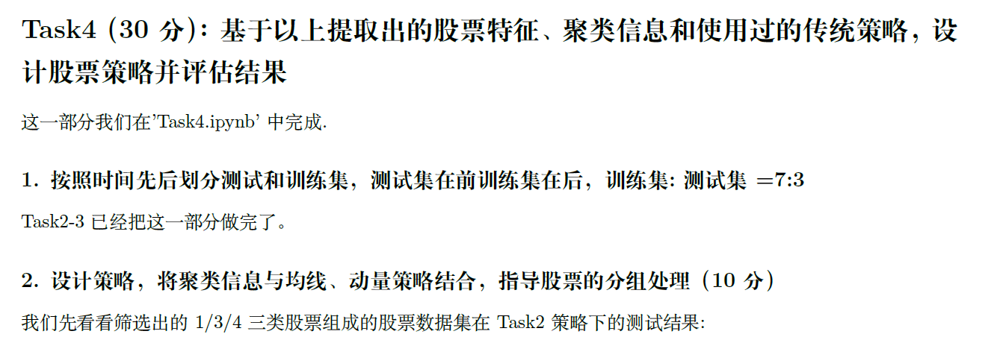 Task4 (30 分): 基于以上提取出的股票特征、聚类信息和使用过的传统策略, 设
计股票策略并评估结果
这一部分我们在'Task4.ipynb' 中完成.
1. 按照时间先后划分测试和训练集, 测试集在前训练集在后, 训练集: 测试集 =7:3
Task2-3 已经把这一部分做完了。
2. 设计策略, 将聚类信息与均线、动量策略结合, 指导股票的分组处理 (10 分)
我们先看看筛选出的 1/3/4 三类股票组成的股票数据集在 Task2 策略下的测试结果: